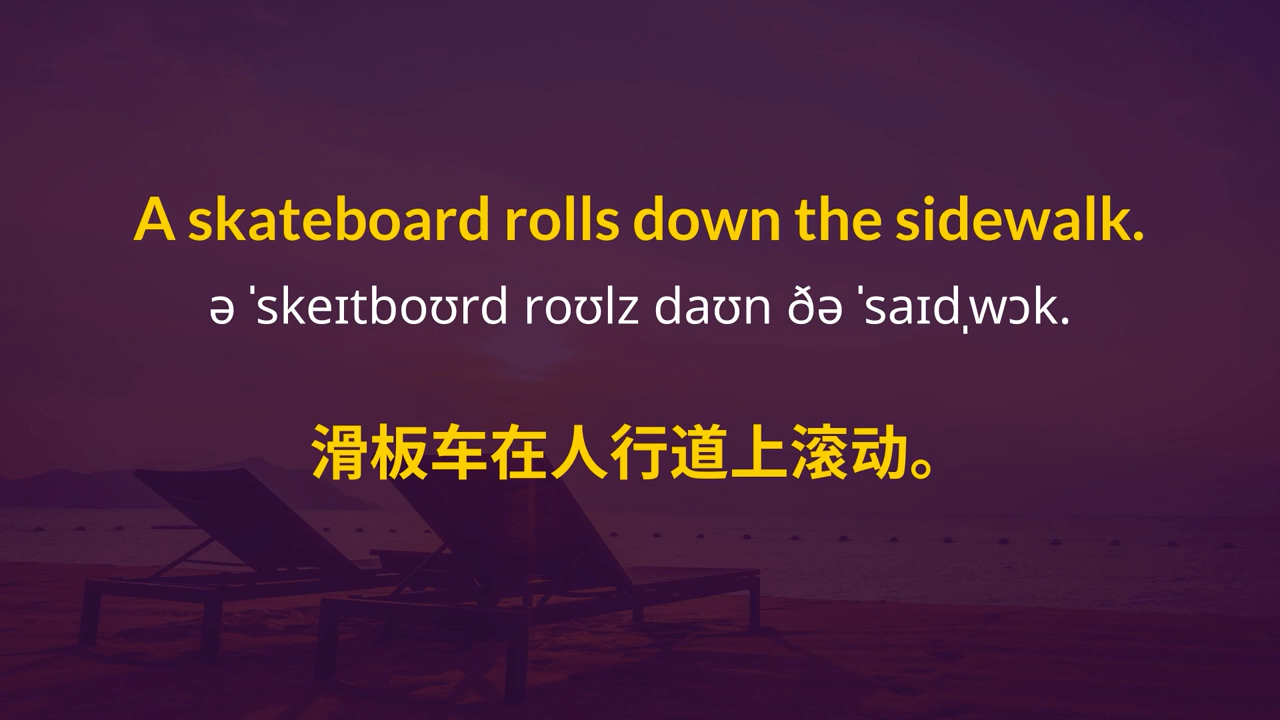 A skateboard rolls down the sidewalk.
ə ˈskeɪtboʊrd roʊlz daʊn ðə ˈsaɪdˌwɔk.
滑板车在人行道上滚动。